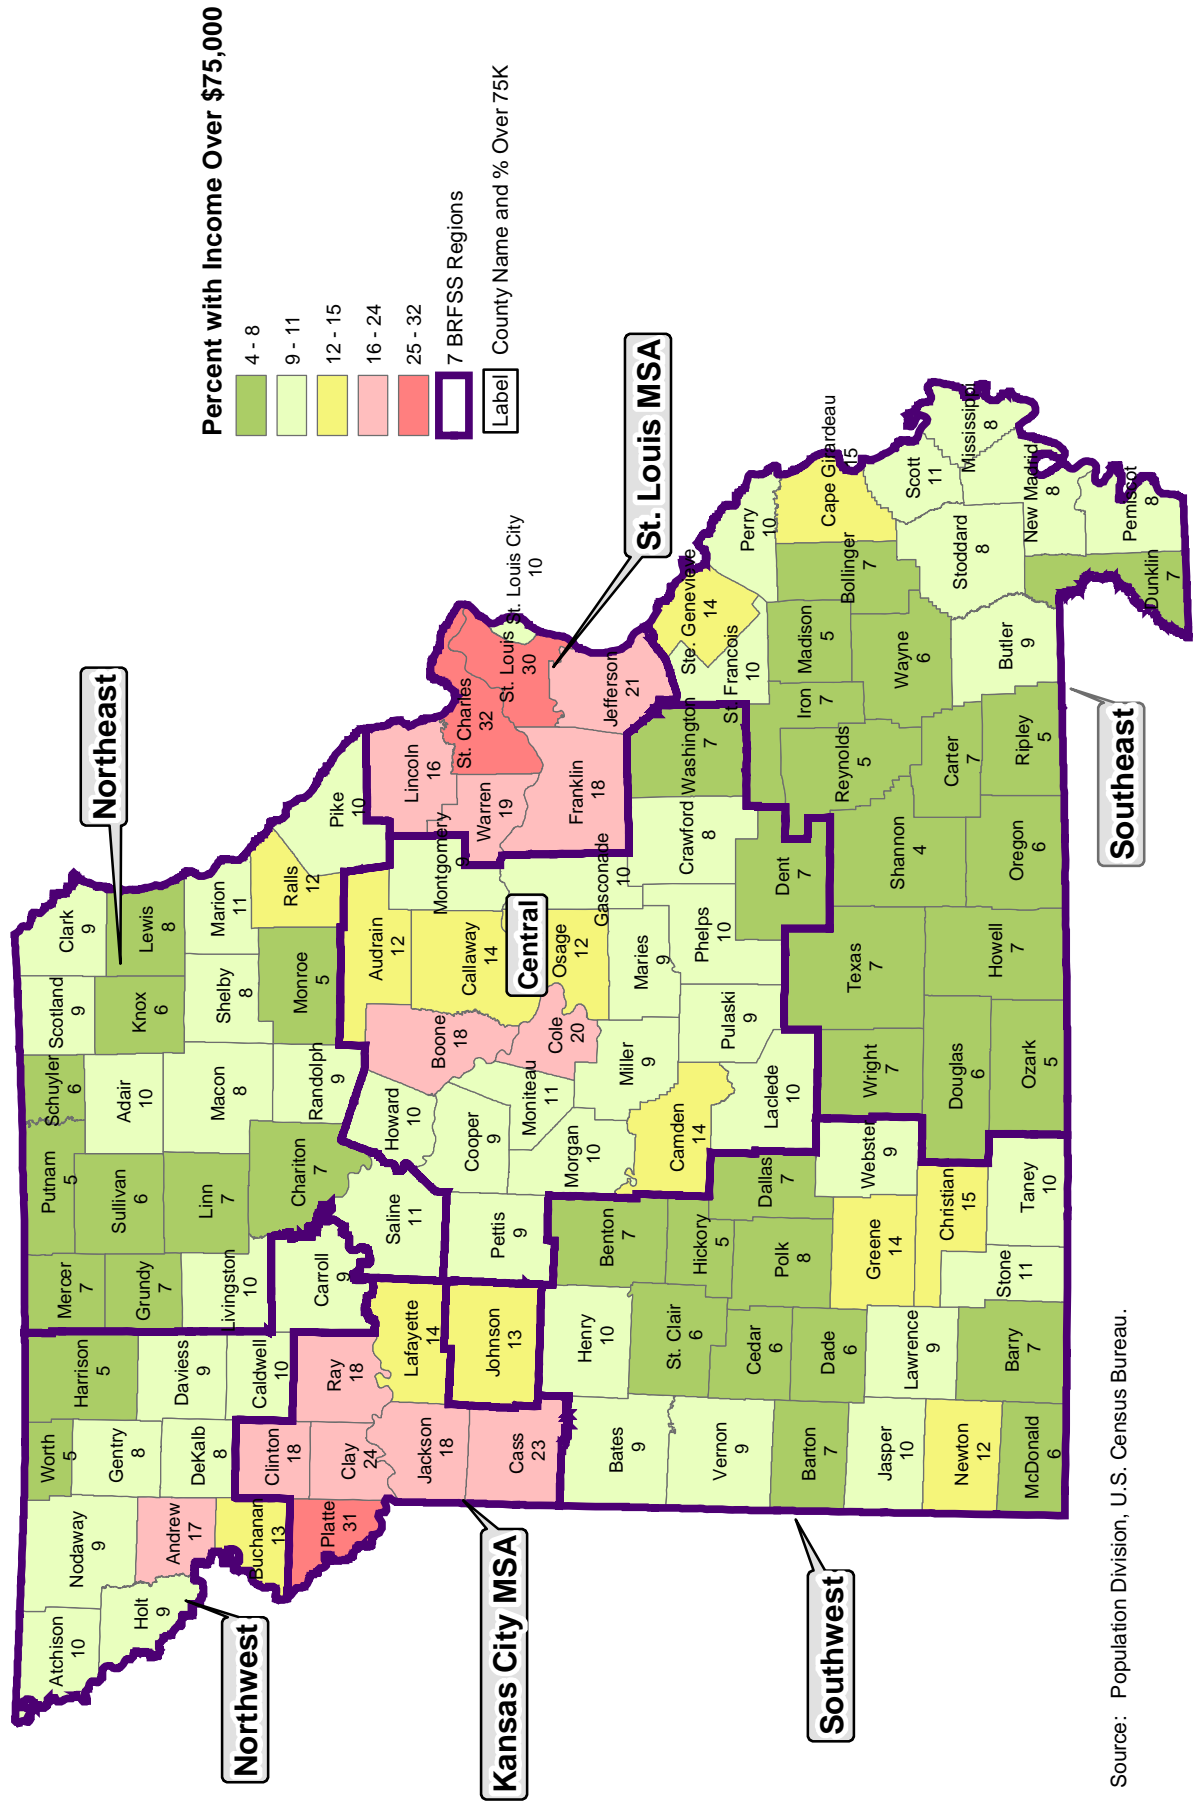 Percent with Income Over $75,000
4 - 8
9 - 11
12 - 15
16 - 24
25 - 32
7 BRFSS Regions
Label
County Name and % Over 75K
Northwest
Northeast
Kansas City MSA
Central
St. Louis MSA
Southwest
Southeast
Atchison
10
Nodaway
9
Worth
5
Harrison
5
Mercer
7
Putnam
5
Schuyler
6
Scotland
9
Clark
9
Holt
9
Andrew
17
Gentry
8
DeKalb
8
Daviess
9
Grundy
7
Sullivan
6
Adair
10
Knox
6
Lewis
8
Buchanan
13
Clinton
18
Caldwell
10
Livingston
10
Linn
7
Macon
8
Shelby
8
Marion
11
Platte
31
Clay
24
Ray
18
Carroll
9
Chariton
7
Randolph
9
Monroe
5
Ralls
12
Pike
10
Jackson
18
Lafayette
14
Saline
11
Howard
10
Boone
18
Audrain
12
Callaway
14
Montgomery
9
Lincoln
16
Warren
19
St. Charles
32
St. Louis
30
St. Louis City
10
Cass
23
Johnson
13
Pettis
9
Cooper
9
Moniteau
11
Cole
20
Osage
12
Gasconade
10
Franklin
18
Jefferson
21
Bates
9
Henry
10
Benton
7
Morgan
10
Miller
9
Maries
9
Crawford
8
Washington
7
Ste. Genevieve
14
St. Francois
10
Perry
10
Vernon
9
St. Clair
6
Hickory
5
Camden
14
Pulaski
9
Phelps
10
Dent
7
Iron
7
Madison
5
Bollinger
7
Cape Girardeau
15
Barton
7
Cedar
6
Polk
8
Dallas
7
Laclede
10
Texas
7
Shannon
4
Reynolds
5
Wayne
6
Stoddard
8
Scott
11
Mississippi
8
Jasper
10
Dade
6
Greene
14
Webster
9
Wright
7
Carter
7
Butler
9
New Madrid
8
Newton
12
Lawrence
9
Christian
15
Douglas
6
Howell
7
Oregon
6
Ripley
5
Pemiscot
8
McDonald
6
Barry
7
Stone
11
Taney
10
Ozark
5
Dunklin
7
Source: Population Division, U.S. Census Bureau.